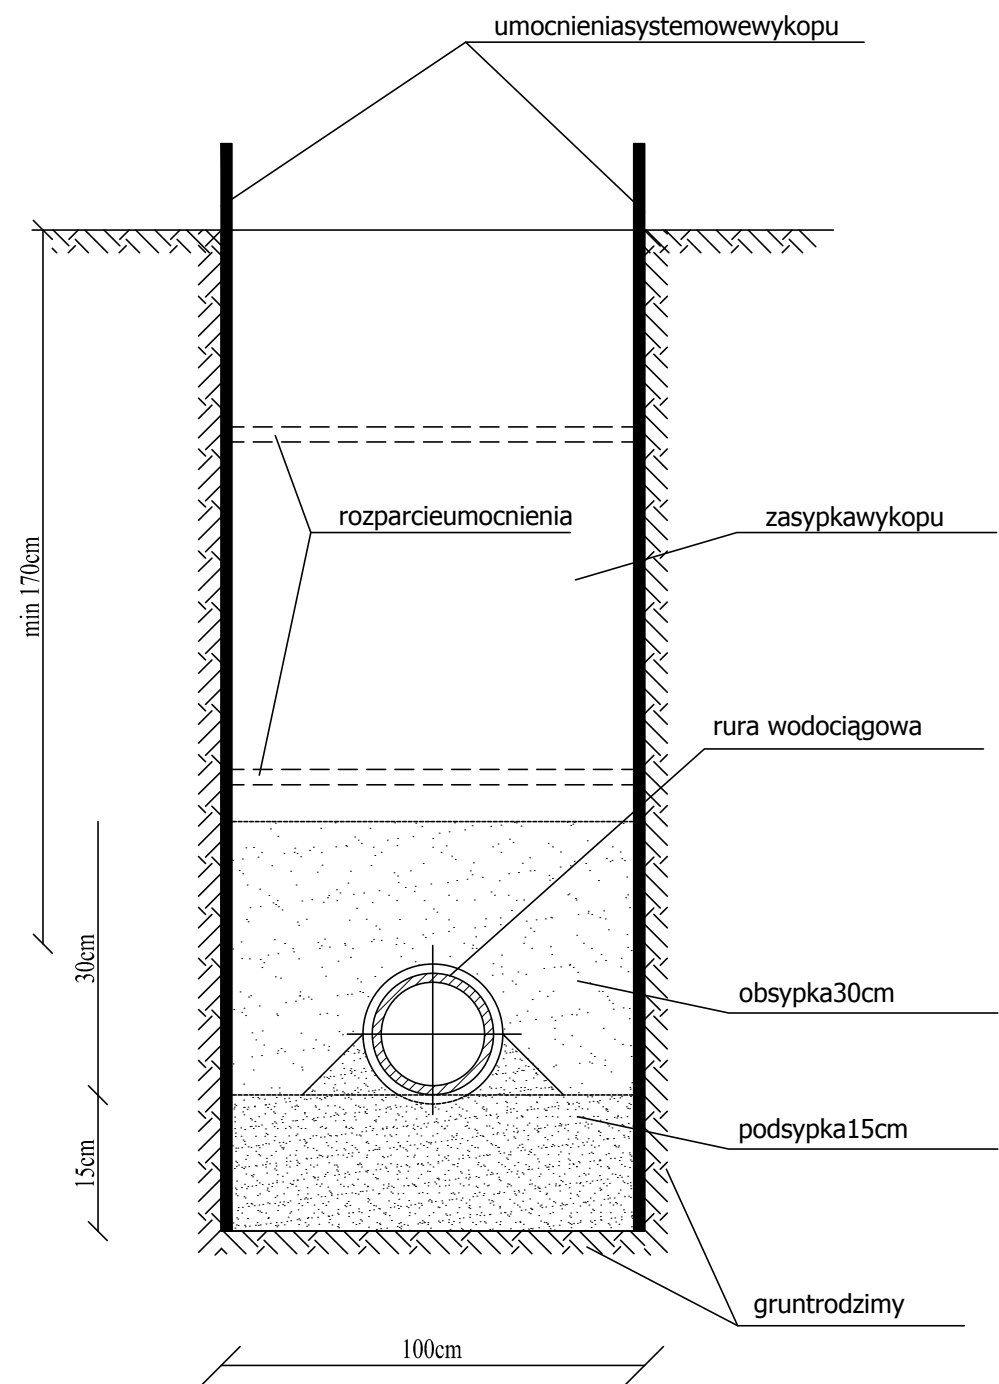 umocnieniasystemowewykopu
rozparcieumocnienia
zasypkawykopu
min 170cm
rura wodociągowa
30cm
obsypka30cm
podsypka15cm
15cm
gruntrodzimy
100cm